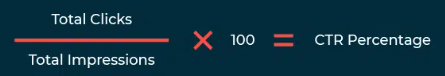 Total Clicks
Total Impressions
× 100 = CTR Percentage